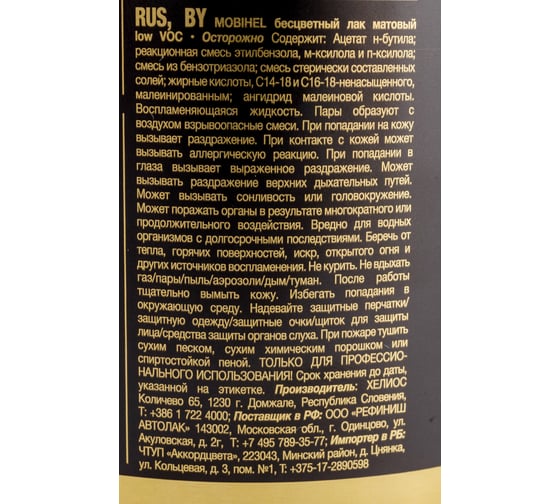 RUS, BY MOBIHEL бесцветный лак матовый
low VOC • Осторожно Содержит: Ацетат н-бутила;
реакционная смесь этилбензола, м-ксилола и п-ксилола;
смесь из бензотриазола; смесь стерически составленных
солей; жирные кислоты, C14-18 и C16-18-ненасыщенного,
малеинированным; ангидрид малеиновой кислоты.
Воспламеняющаяся жидкость. Пары образуют с
воздухом взрывоопасные смеси. При попадании на кожу
вызывает раздражение. При контакте с кожей может
вызывать аллергическую реакцию. При попадании в
глаза вызывает выраженное раздражение. Может
вызывать раздражение верхних дыхательных путей.
Может вызывать сонливость или головокружение.
Может поражать органы в результате многократного или
продолжительного воздействия. Вредно для водных
организмов с долгосрочными последствиями. Беречь от
тепла, горячих поверхностей, искр, открытого огня и
других источников воспламенения. Не курить. Не вдыхать
газ/пары/пыль/аэрозоли/дым/туман. После работы
тщательно вымыть кожу. Избегать попадания в
окружающую среду. Надевайте защитные перчатки/
защитную одежду/защитные очки/щиток для защиты
лица/средства защиты органов слуха. При пожаре тушить
сухим песком, сухим химическим порошком или
спиртостойкой пеной. ТОЛЬКО ДЛЯ ПРОФЕССИО-
НАЛЬНОГО ИСПОЛЬЗОВАНИЯ! Срок хранения до даты,
указанной на этикетке. Производитель: ХЕЛИОС
Количево 65, 1230 г. Домжале, Республика Словения,
Т: +386 1 722 4000; Поставщик в РФ: ООО «РЕФИНИШ
АВТОЛАК» 143002, Московская обл., г. Одинцово, ул.
Акуловская, д. 2г, Т: +7 495 789-35-77; Импортер в РБ:
ЧТУП «Аккордцвета», 223043, Минский район, д. Цнянка,
ул. Кольцевая, д. 3, пом. №1, Т: +375-17-2890598